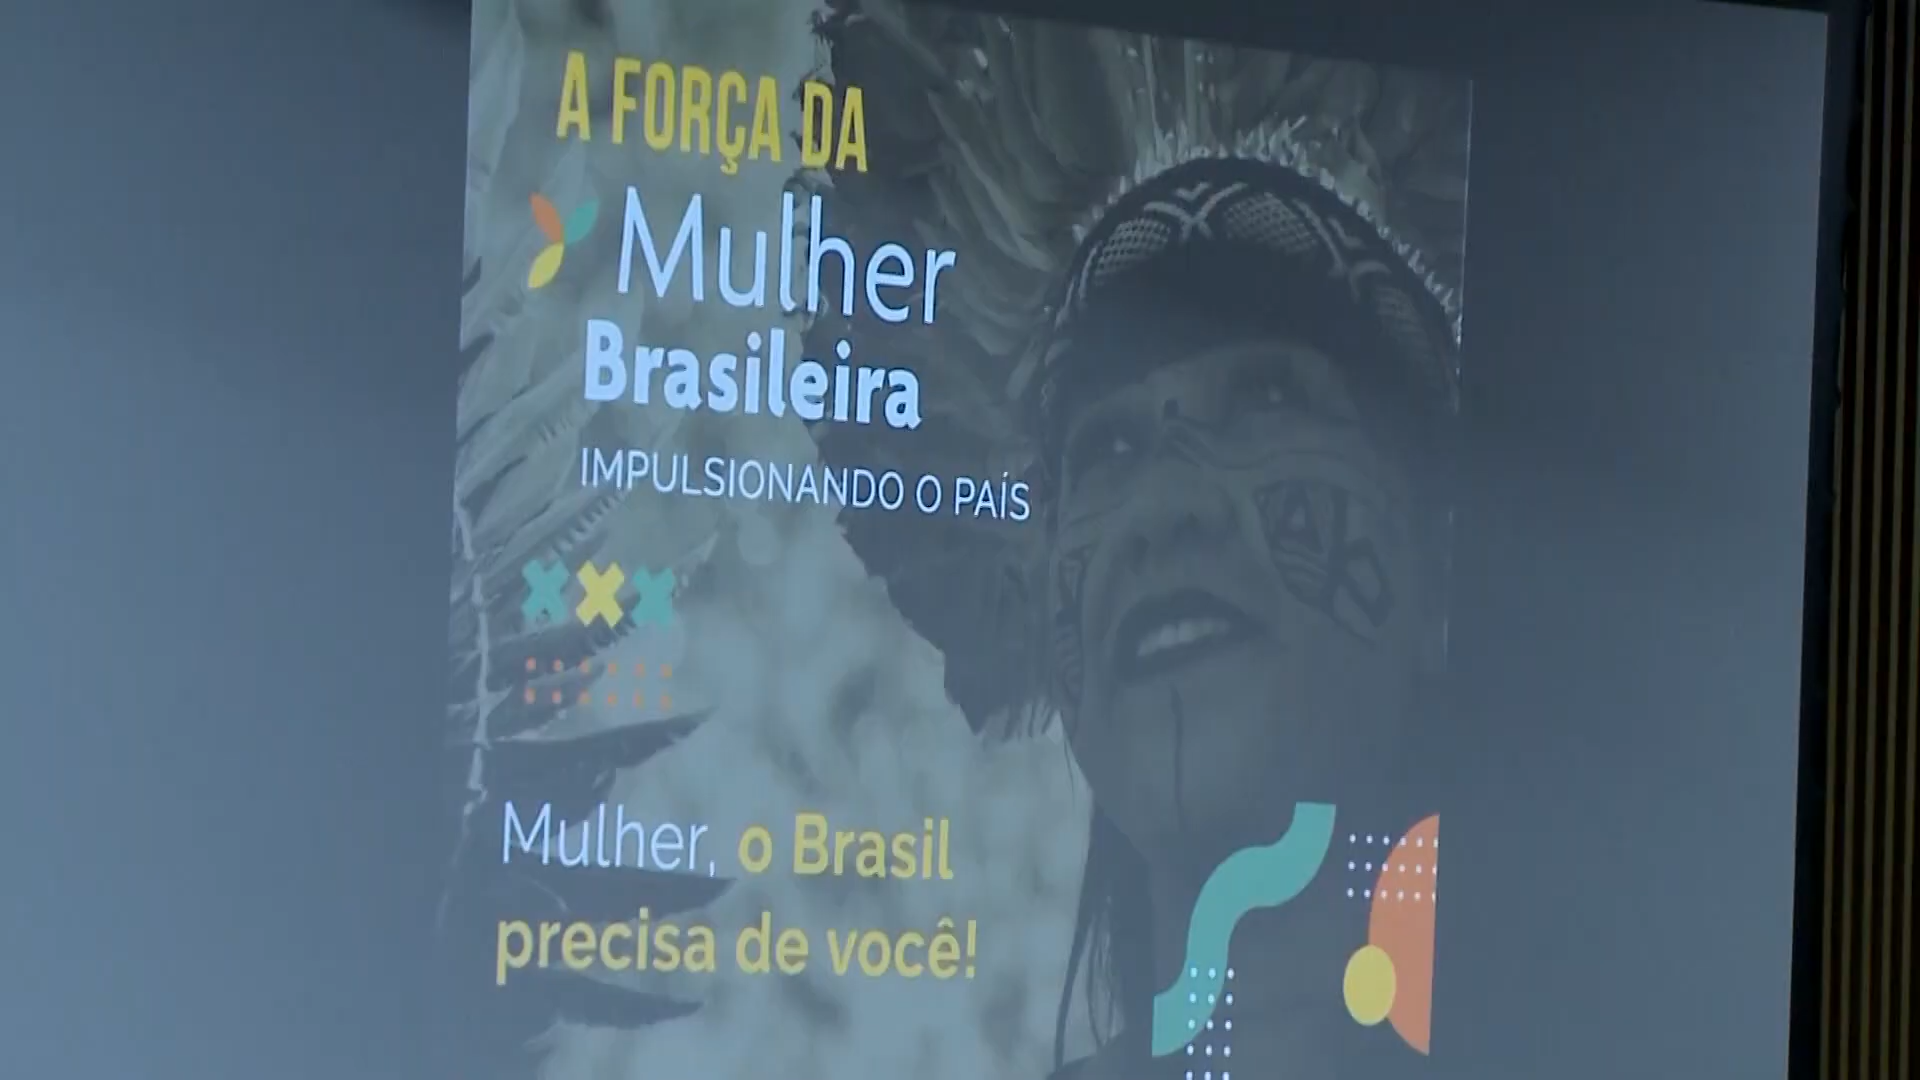 A FORÇA DA
Mulher
Brasileira
IMPULSIONANDO O PAÍS
Mulher, o Brasil
precisa de você!